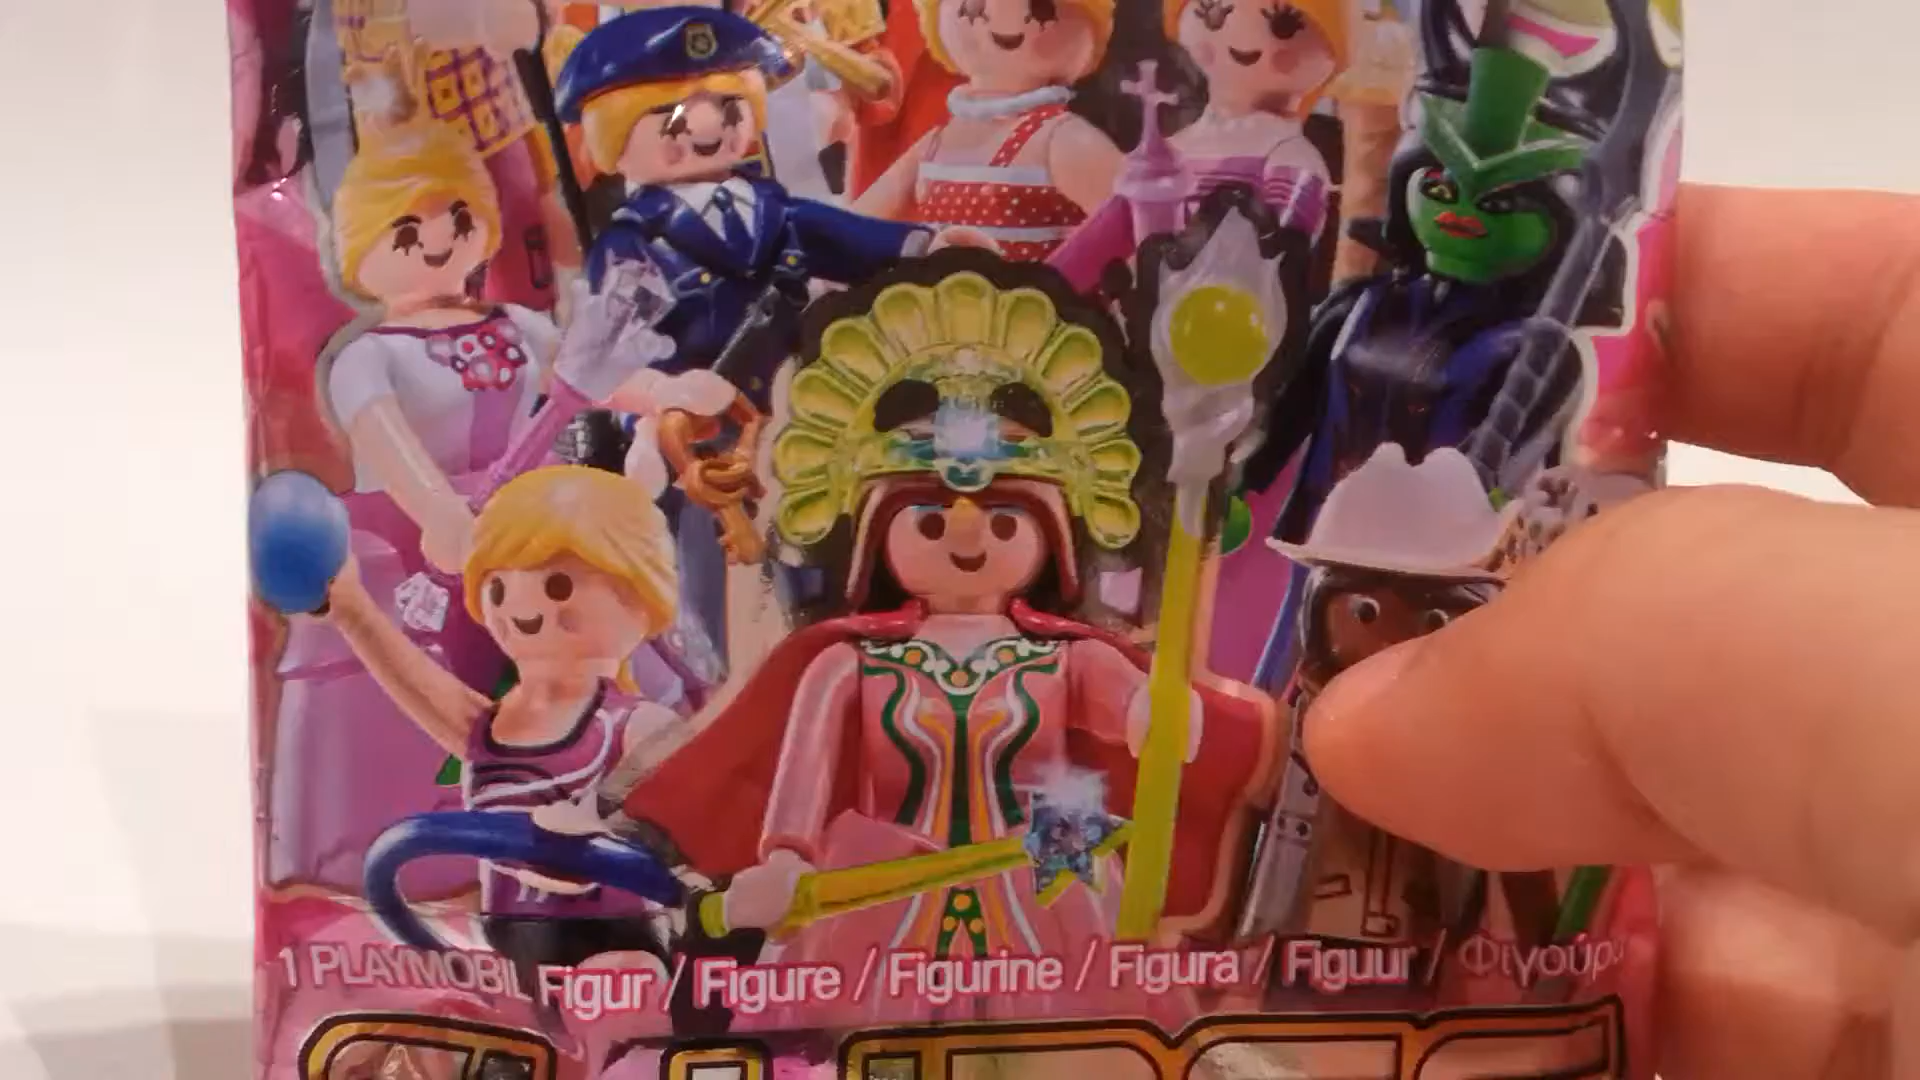 1 PLAYMOBIL Figur / Figure / Figurine / Figura / Figuur / Φιγούρα